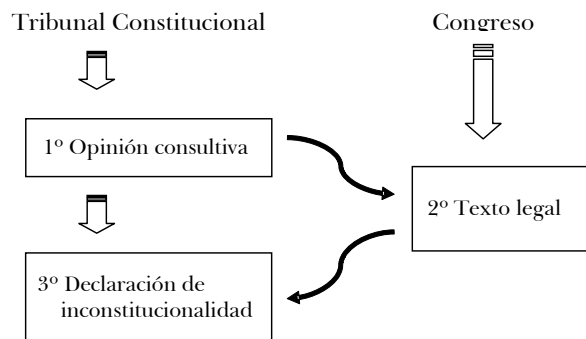 Tribunal Constitucional
Congreso
1º Opinión consultiva
2º Texto legal
3º Declaración de
inconstitucionalidad